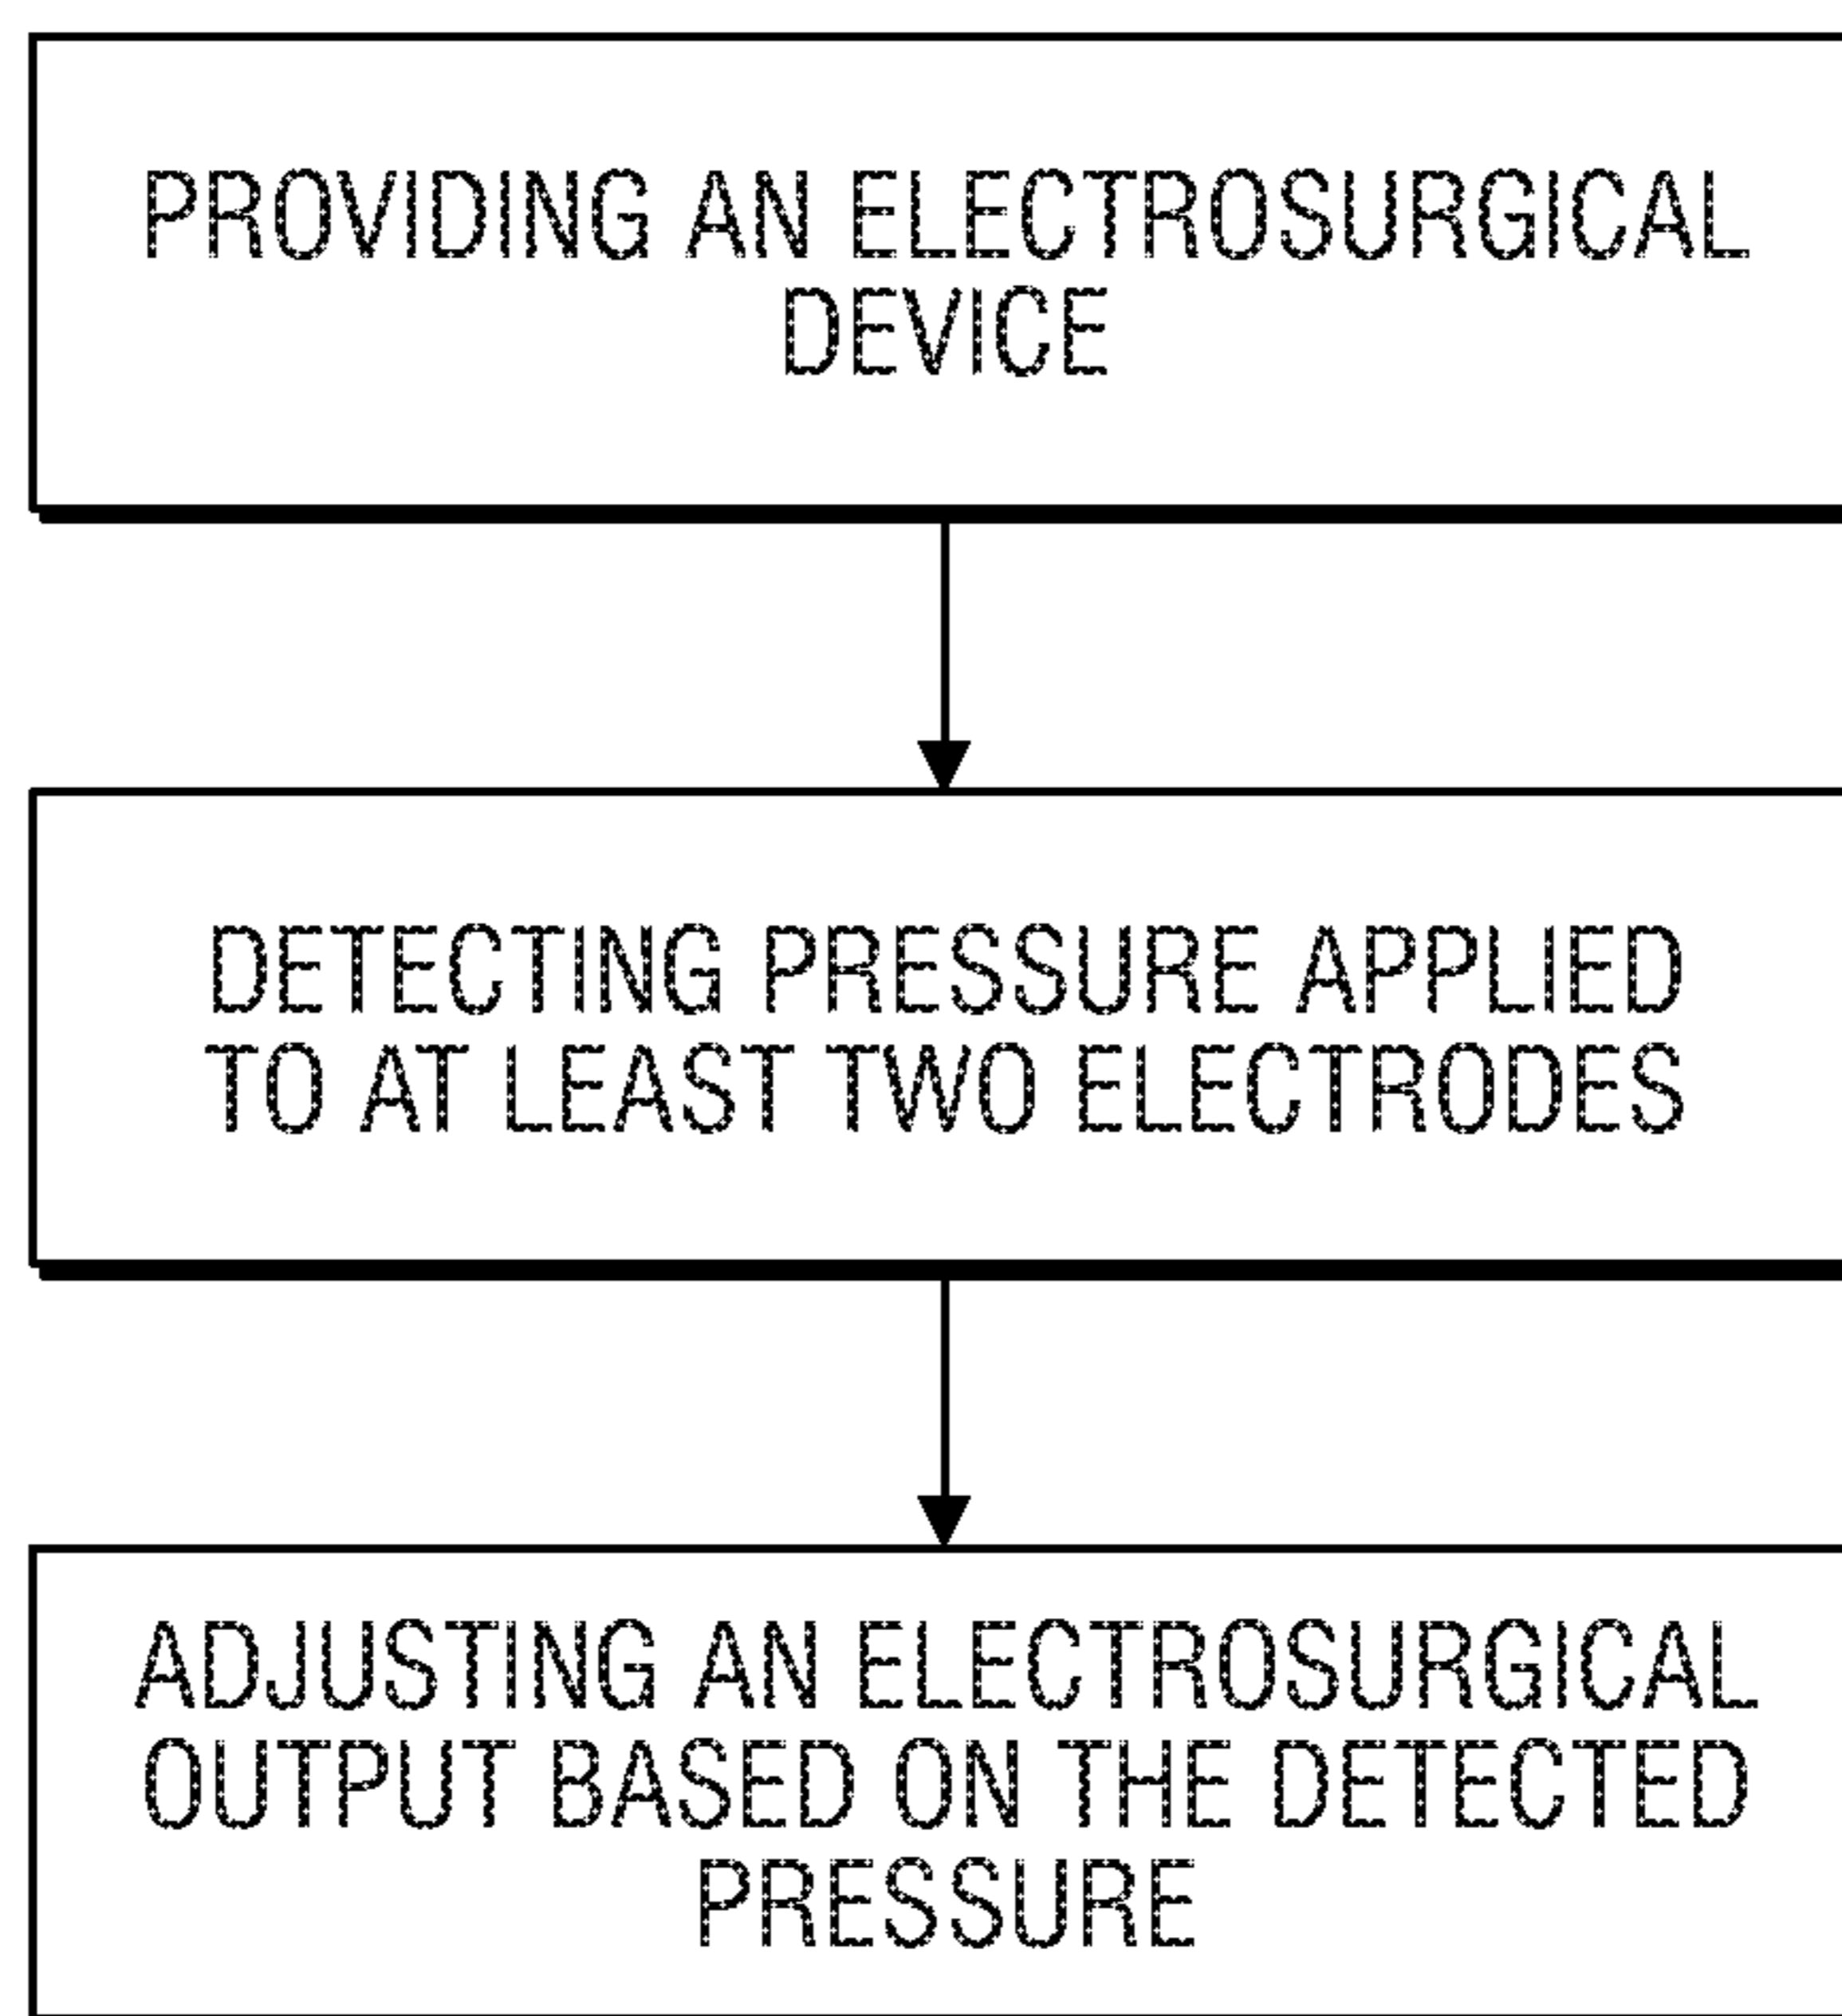 PROVIDING AN ELECTROSURGICAL
DEVICE
DETECTING PRESSURE APPLIED
TO AT LEAST TWO ELECTRODES
ADJUSTING AN ELECTROSURGICAL
OUTPUT BASED ON THE DETECTED
PRESSURE